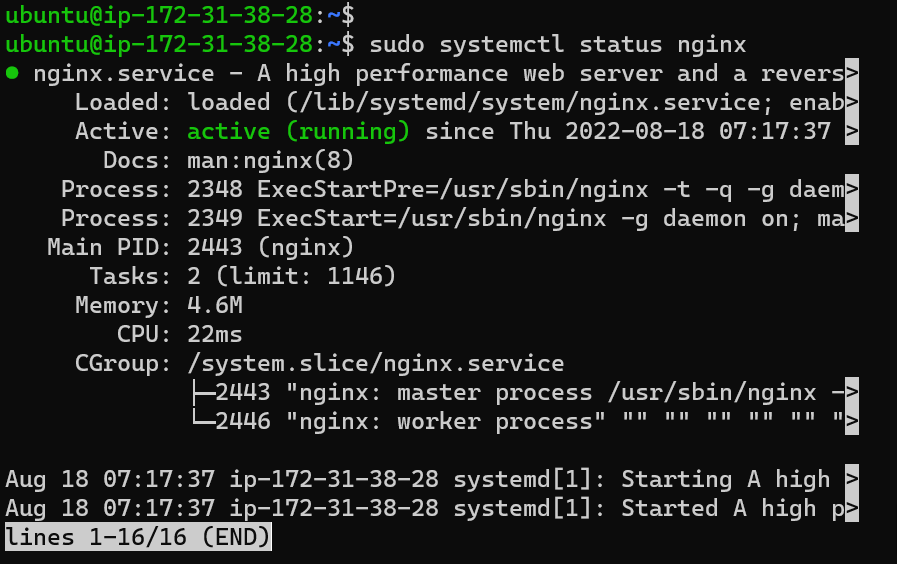 ubuntu@ip-172-31-38-28:~$
ubuntu@ip-172-31-38-28:~$ sudo systemctl status nginx
● nginx.service - A high performance web server and a revers>
     Loaded: loaded (/lib/systemd/system/nginx.service; enab>
     Active: active (running) since Thu 2022-08-18 07:17:37 >
       Docs: man:nginx(8)
    Process: 2348 ExecStartPre=/usr/sbin/nginx -t -q -g daem>
    Process: 2349 ExecStart=/usr/sbin/nginx -g daemon on; ma>
   Main PID: 2443 (nginx)
      Tasks: 2 (limit: 1146)
     Memory: 4.6M
        CPU: 22ms
     CGroup: /system.slice/nginx.service
             ├─2443 "nginx: master process /usr/sbin/nginx ->
             └─2446 "nginx: worker process" "" "" "" "" "" ">

Aug 18 07:17:37 ip-172-31-38-28 systemd[1]: Starting A high >
Aug 18 07:17:37 ip-172-31-38-28 systemd[1]: Started A high p>
lines 1-16/16 (END)